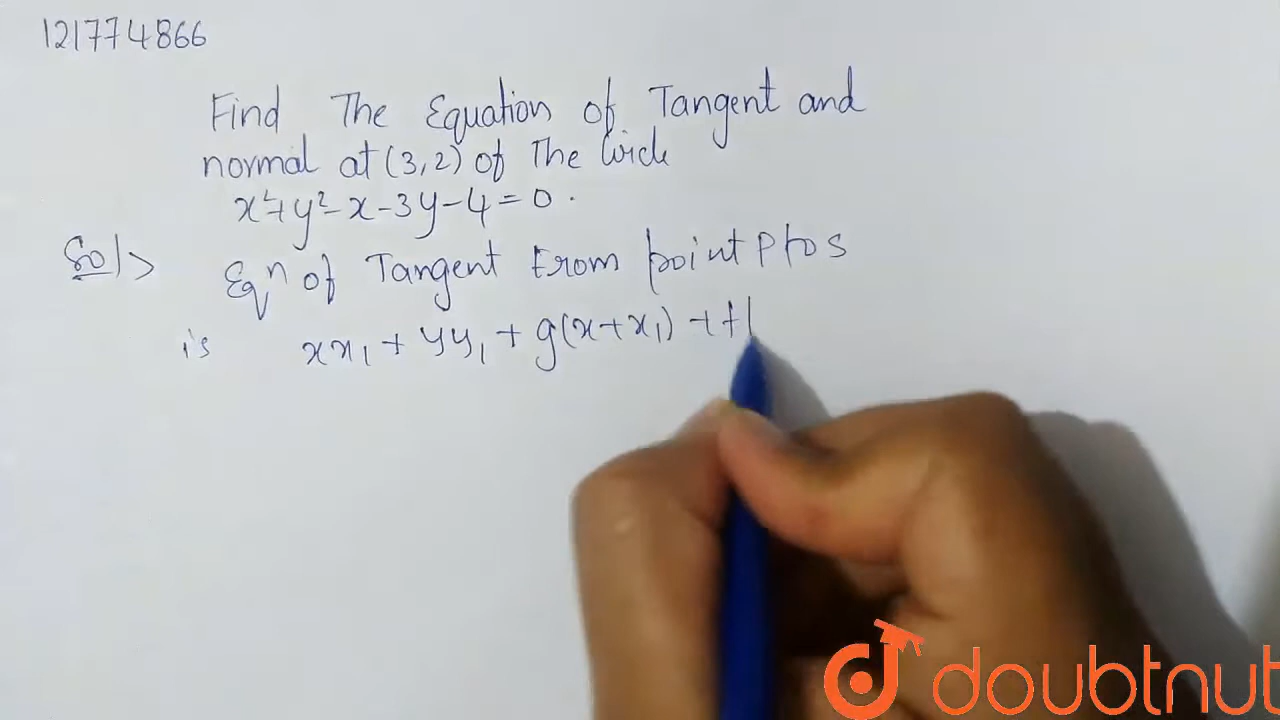 121774866
Find The Equation of Tangent and
normal at (3,2) of The Circle
x²+y²-x-3y-4=0.
Sol> Eqⁿ of Tangent From point P to S
is xx₁ + yy₁ + g(x+x₁) + f(
doubtnut